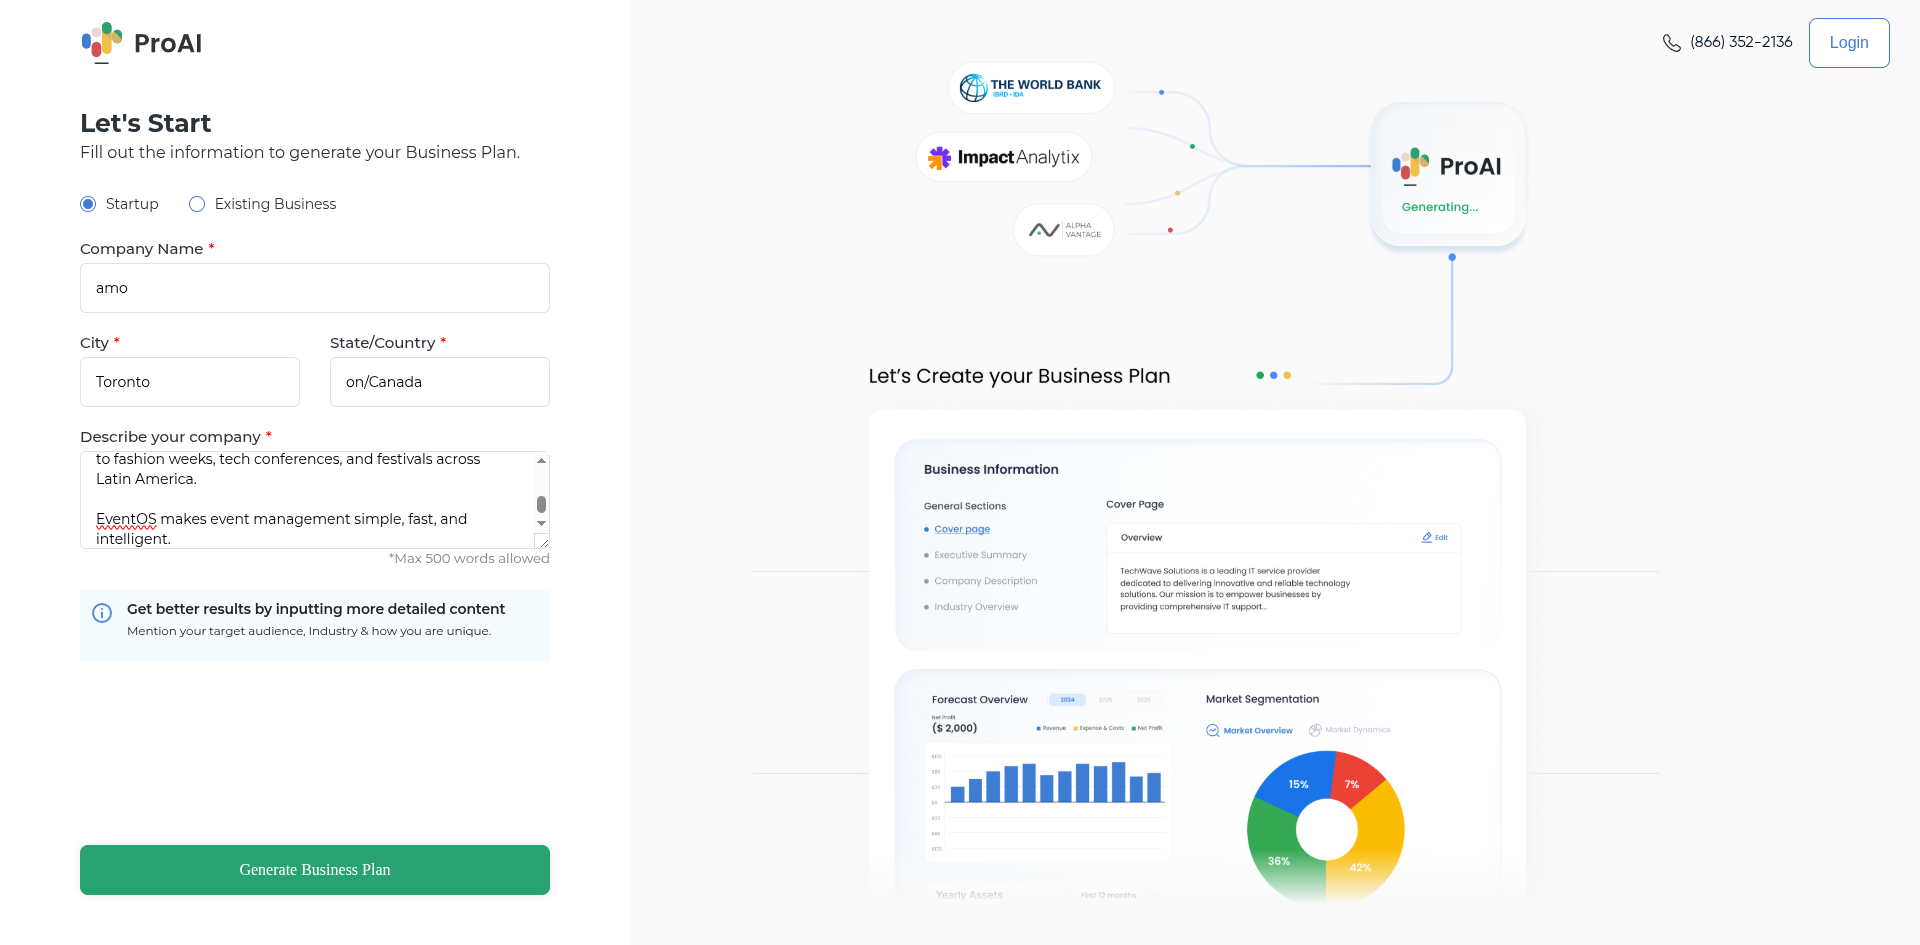 ProAI
(866) 352-2136
Login
Let's Start
Fill out the information to generate your Business Plan.
Startup
Existing Business
Company Name *
amo
City *
State/Country *
Toronto
on/Canada
Describe your company *
to fashion weeks, tech conferences, and festivals across
Latin America.
EventOS makes event management simple, fast, and
intelligent.
*Max 500 words allowed
Get better results by inputting more detailed content
Mention your target audience, Industry & how you are unique.
Generate Business Plan
THE WORLD BANK
IBRD • IDA
ImpactAnalytix
ALPHA
VANTAGE
ProAI
Generating...
Let's Create your Business Plan
Business Information
General Sections
Cover page
Executive Summary
Company Description
Industry Overview
Cover Page
Overview
Edit
TechWave Solutions is a leading IT service provider
dedicated to delivering innovative and reliable technology
solutions. Our mission is to empower businesses by
providing comprehensive IT support...
Forecast Overview
2024
Net Profit
($ 2,000)
Revenue
Expense & Costs
Net Profit
Market Segmentation
Market Overview
Market Dynamics
15%
7%
36%
42%
Yearly Assets
First 12 months